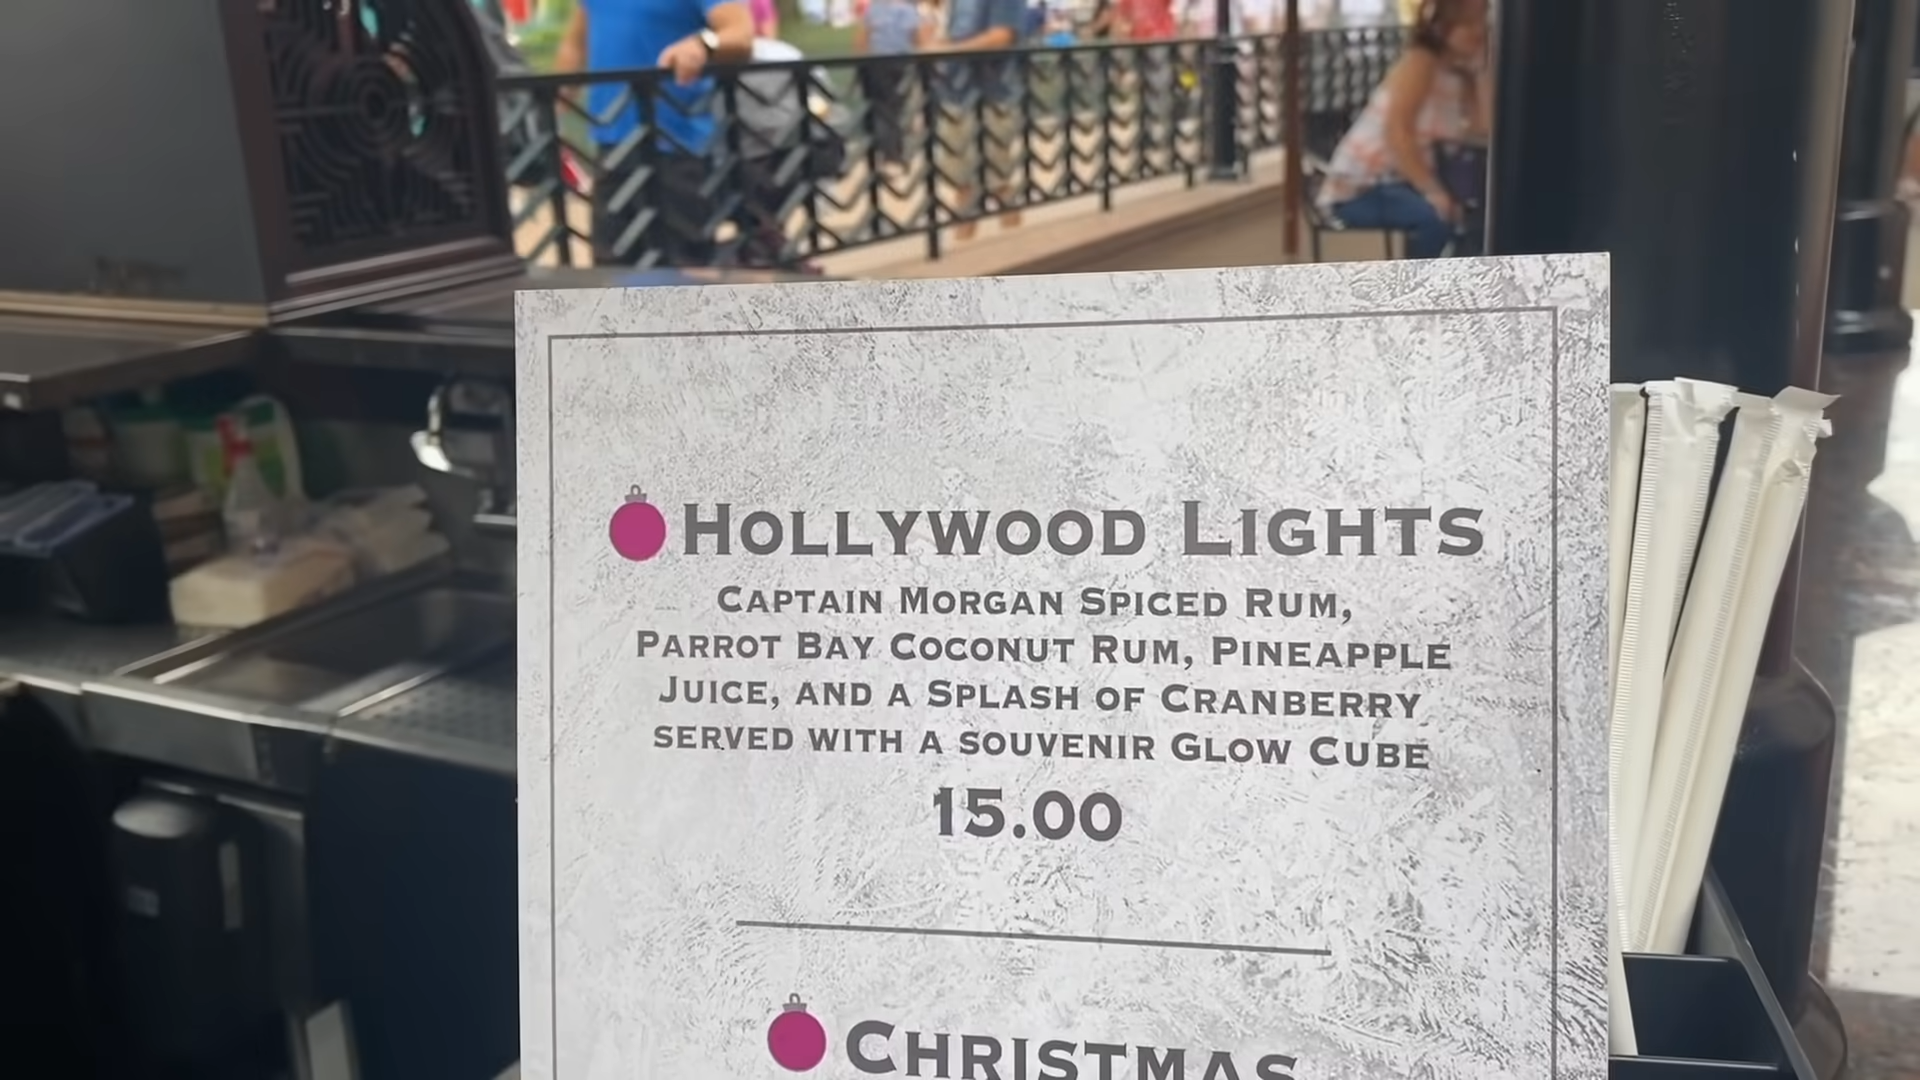 Hollywood Lights
Captain Morgan Spiced Rum,
Parrot Bay Coconut Rum, Pineapple
Juice, and a Splash of Cranberry
served with a souvenir Glow Cube
15.00
Christmas